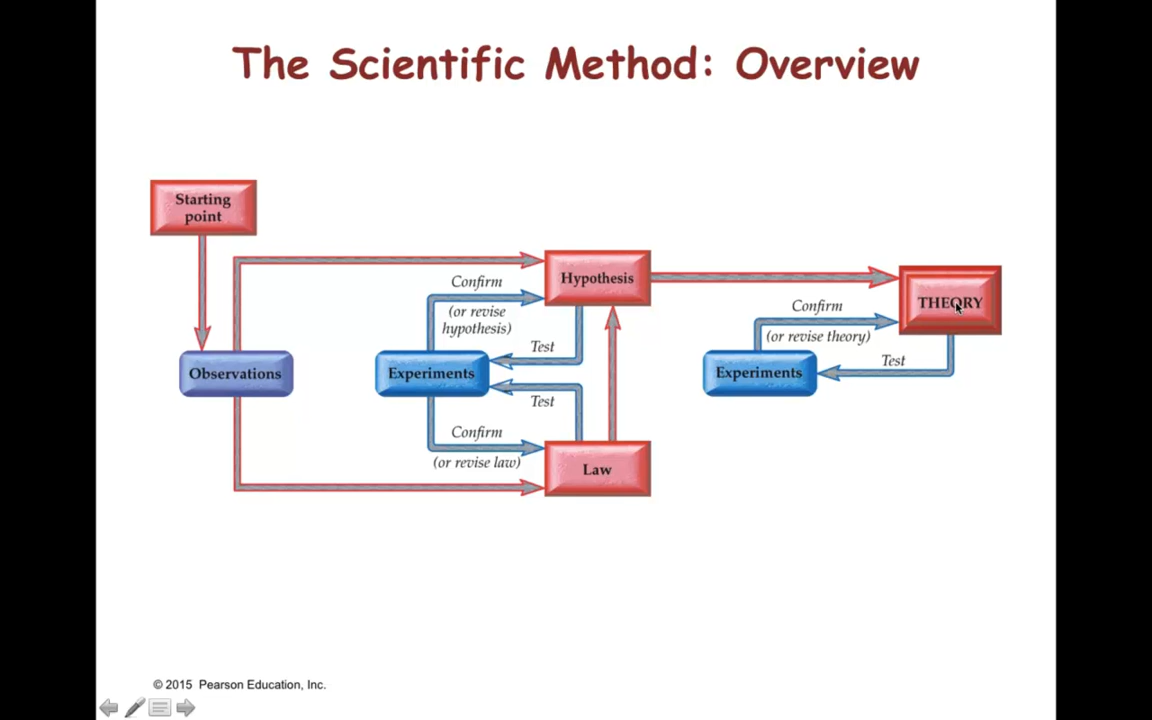 The Scientific Method: Overview
Starting
point
Hypothesis
Confirm
(or revise
hypothesis)
Test
THEORY
Confirm
(or revise theory)
Test
Observations
Experiments
Experiments
Test
Confirm
(or revise law)
Law
© 2015 Pearson Education, Inc.